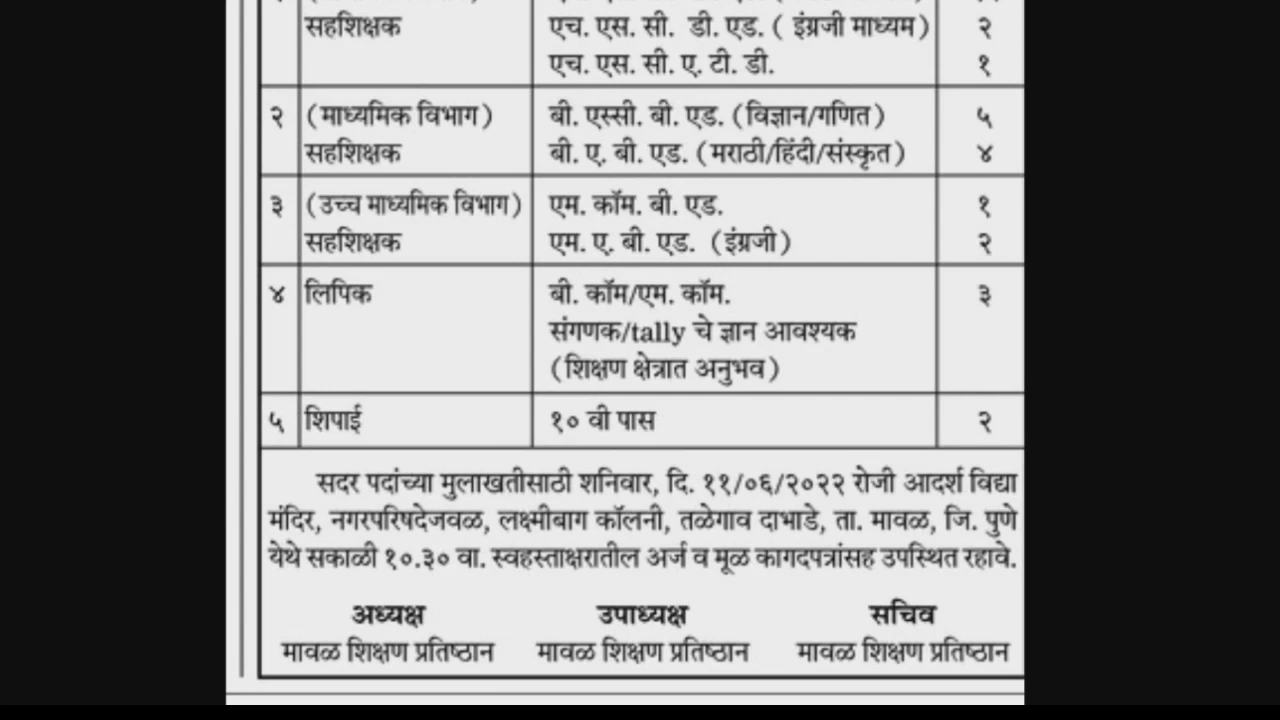 सहशिक्षक एच. एस. सी. डी. एड. ( इंग्रजी माध्यम) २
एच. एस. सी. ए. टी. डी. १
२ (माध्यमिक विभाग) बी. एस्सी. बी. एड. (विज्ञान/गणित) ५
सहशिक्षक बी. ए. बी. एड. (मराठी/हिंदी/संस्कृत) ४
३ (उच्च माध्यमिक विभाग) एम. कॉम. बी. एड. १
सहशिक्षक एम. ए. बी. एड. (इंग्रजी) २
४ लिपिक बी. कॉम/एम. कॉम. ३
संगणक/tally चे ज्ञान आवश्यक
(शिक्षण क्षेत्रात अनुभव)
५ शिपाई १० वी पास २
सदर पदांच्या मुलाखतीसाठी शनिवार, दि. ११/०६/२०२२ रोजी आदर्श विद्या
मंदिर, नगरपरिषदेजवळ, लक्ष्मीबाग कॉलनी, तळेगाव दाभाडे, ता. मावळ, जि. पुणे
येथे सकाळी १०.३० वा. स्वहस्ताक्षरातील अर्ज व मूळ कागदपत्रांसह उपस्थित रहावे.
अध्यक्ष उपाध्यक्ष सचिव
मावळ शिक्षण प्रतिष्ठान मावळ शिक्षण प्रतिष्ठान मावळ शिक्षण प्रतिष्ठान